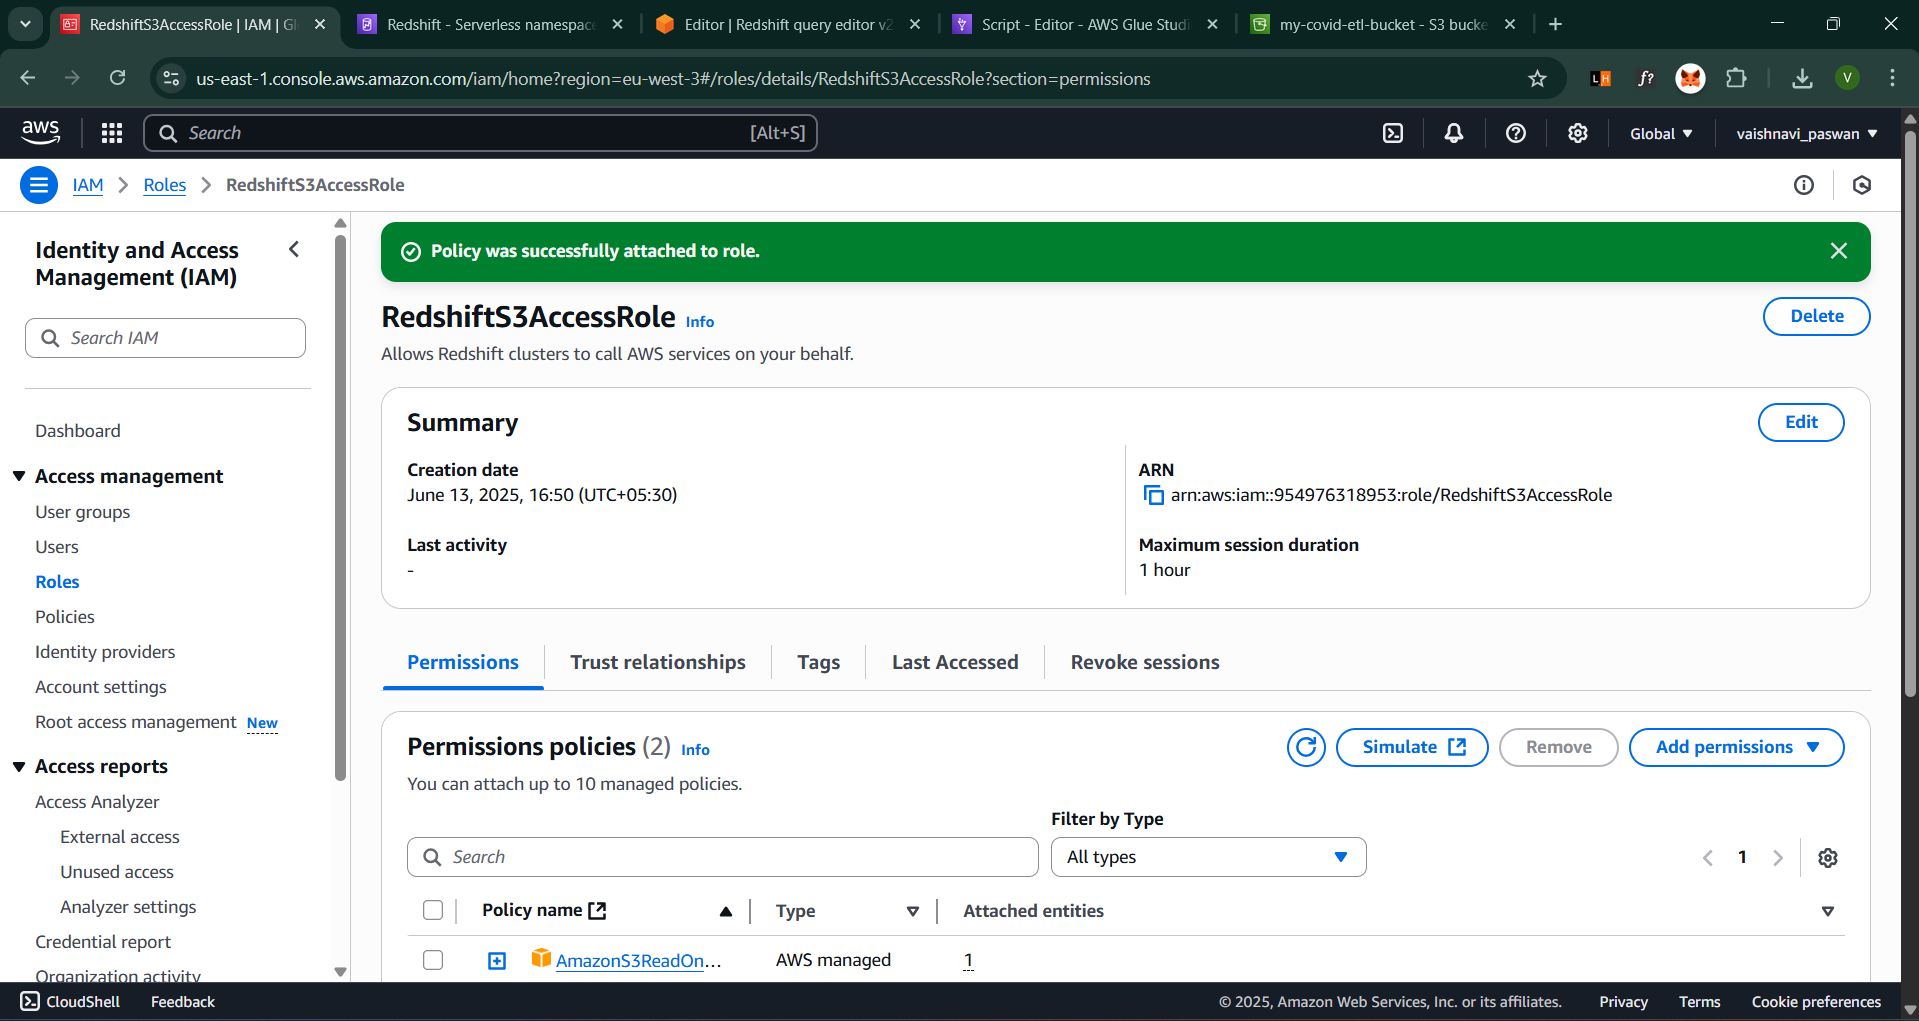 RedshiftS3AccessRole | IAM | Gl
Redshift - Serverless namespace
Editor | Redshift query editor v2
Script - Editor - AWS Glue Studi
my-covid-etl-bucket - S3 bucke
us-east-1.console.aws.amazon.com/iam/home?region=eu-west-3#/roles/details/RedshiftS3AccessRole?section=permissions
LH
f?
V
aws
Search
[Alt+S]
Global
vaishnavi_paswan
IAM
Roles
RedshiftS3AccessRole
Identity and Access
Management (IAM)
Search IAM
Dashboard
Access management
User groups
Users
Roles
Policies
Identity providers
Account settings
Root access management New
Access reports
Access Analyzer
External access
Unused access
Analyzer settings
Credential report
Organization activity
Policy was successfully attached to role.
RedshiftS3AccessRole Info
Delete
Allows Redshift clusters to call AWS services on your behalf.
Summary
Edit
Creation date
June 13, 2025, 16:50 (UTC+05:30)
ARN
arn:aws:iam::954976318953:role/RedshiftS3AccessRole
Last activity
-
Maximum session duration
1 hour
Permissions
Trust relationships
Tags
Last Accessed
Revoke sessions
Permissions policies (2) Info
Simulate
Remove
Add permissions
You can attach up to 10 managed policies.
Filter by Type
Search
All types
1
Policy name
Type
Attached entities
AmazonS3ReadOn...
AWS managed
1
CloudShell
Feedback
© 2025, Amazon Web Services, Inc. or its affiliates.
Privacy
Terms
Cookie preferences